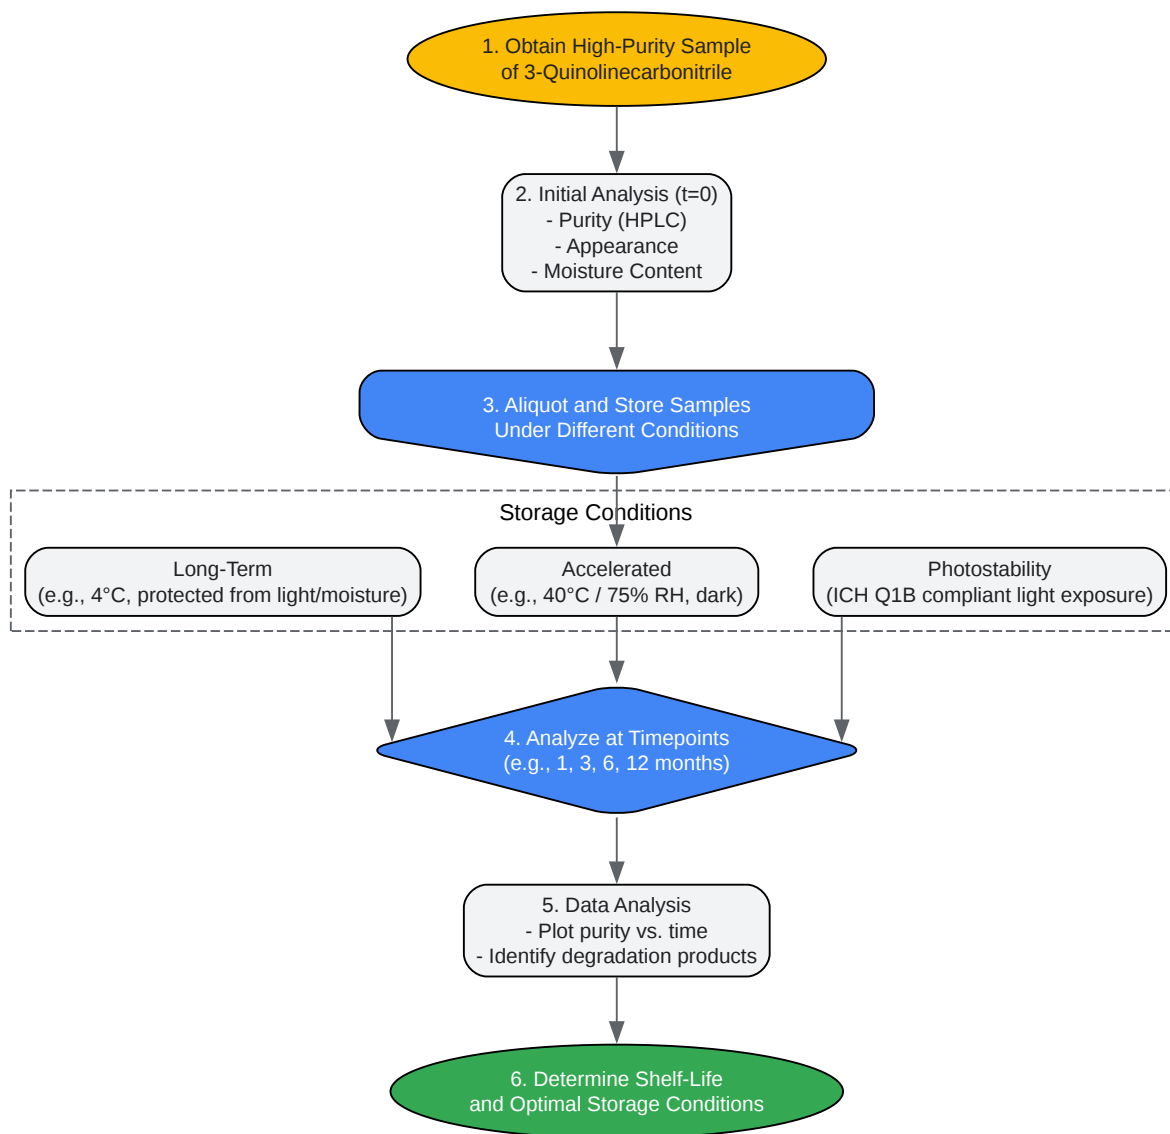 1. Obtain High-Purity Sample
of 3-Quinolinecarbonitrile
2. Initial Analysis (t=0)
- Purity (HPLC)
- Appearance
- Moisture Content
3. Aliquot and Store Samples
Under Different Conditions
Storage Conditions
Long-Term
(e.g., 4°C, protected from light/moisture)
Accelerated
(e.g., 40°C / 75% RH, dark)
Photostability
(ICH Q1B compliant light exposure)
4. Analyze at Timepoints
(e.g., 1, 3, 6, 12 months)
5. Data Analysis
- Plot purity vs. time
- Identify degradation products
6. Determine Shelf-Life
and Optimal Storage Conditions